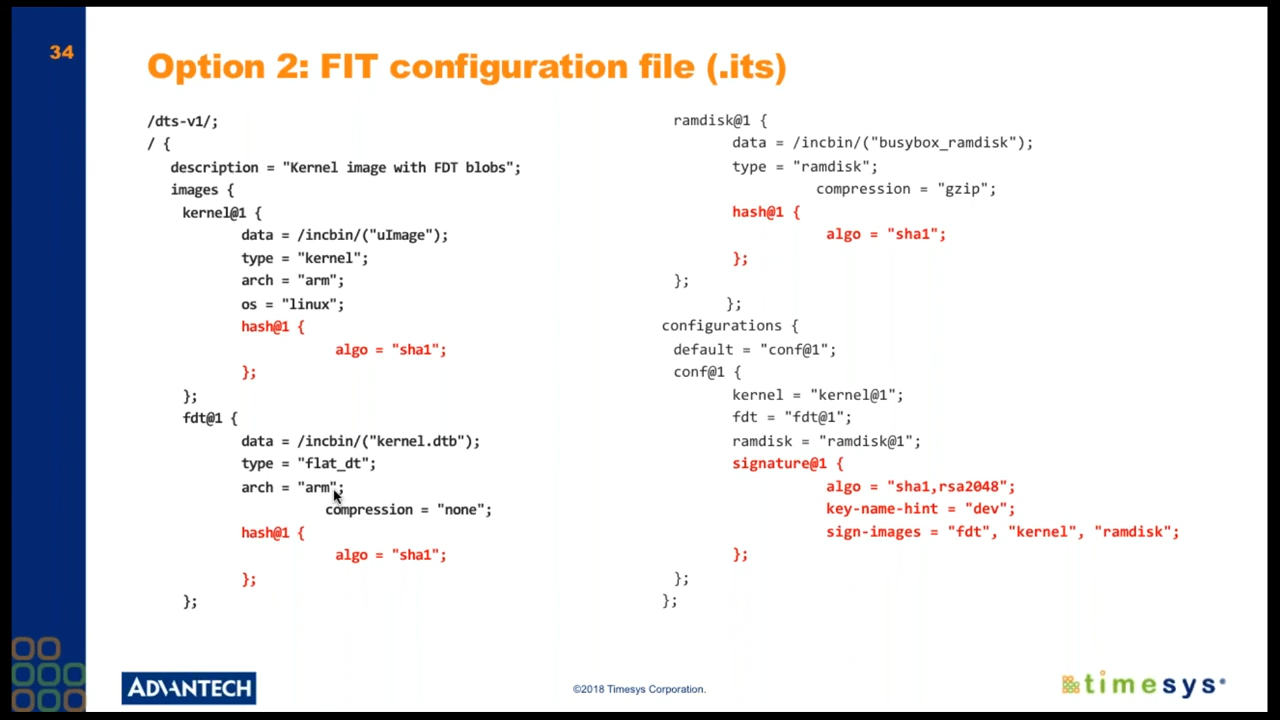 34
Option 2: FIT configuration file (.its)
/dts-v1/;
/ {
description = "Kernel image with FDT blobs";
images {
kernel@1 {
data = /incbin/("uImage");
type = "kernel";
arch = "arm";
os = "linux";
hash@1 {
algo = "sha1";
};
};
fdt@1 {
data = /incbin/("kernel.dtb");
type = "flat_dt";
arch = "arm";
compression = "none";
hash@1 {
algo = "sha1";
};
};
ramdisk@1 {
data = /incbin/("busybox_ramdisk");
type = "ramdisk";
compression = "gzip";
hash@1 {
algo = "sha1";
};
};
};
configurations {
default = "conf@1";
conf@1 {
kernel = "kernel@1";
fdt = "fdt@1";
ramdisk = "ramdisk@1";
signature@1 {
algo = "sha1,rsa2048";
key-name-hint = "dev";
sign-images = "fdt", "kernel", "ramdisk";
};
};
};
ADVANTECH
©2018 Timesys Corporation.
timesys®